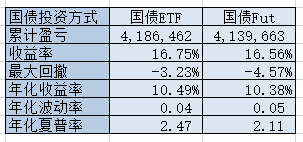 国债投资方式 国债ETF 国债Fut
累计盈亏 4,186,462 4,139,663
收益率 16.75% 16.56%
最大回撤 -3.23% -4.57%
年化收益率 10.49% 10.38%
年化波动率 0.04 0.05
年化夏普率 2.47 2.11